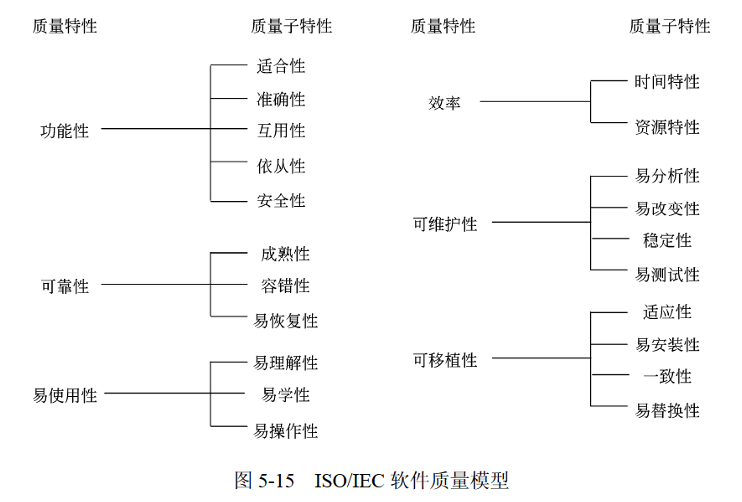 质量特性
质量子特性
功能性
适合性
准确性
互用性
依从性
安全性
可靠性
成熟性
容错性
易恢复性
易使用性
易理解性
易学性
易操作性
质量特性
质量子特性
效率
时间特性
资源特性
可维护性
易分析性
易改变性
稳定性
易测试性
可移植性
适应性
易安装性
一致性
易替换性
图 5-15 ISO/IEC 软件质量模型